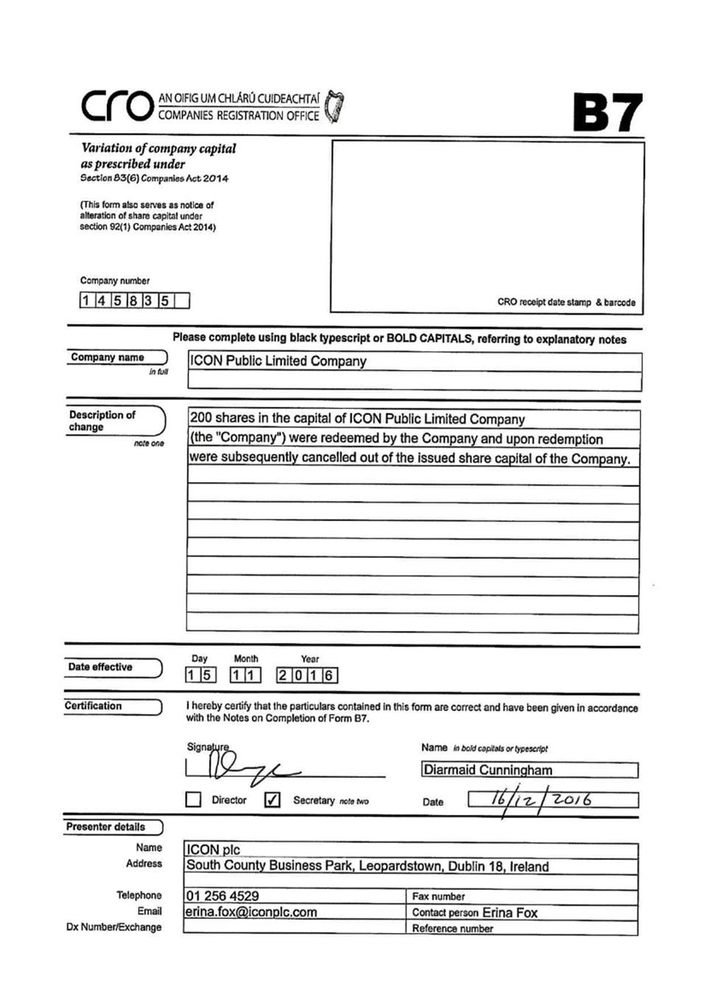 CRO AN OIFIG UM CHLÁRÚ CUIDEACHTAÍ
COMPANIES REGISTRATION OFFICE
B7
Variation of company capital
as prescribed under
Section 83(6) Companies Act 2014
(This form also serves as notice of
alteration of share capital under
section 92(1) Companies Act 2014)
Company number
145835
CRO receipt date stamp & barcode
Please complete using black typescript or BOLD CAPITALS, referring to explanatory notes
Company name
in full
ICON Public Limited Company
Description of
change
note one
200 shares in the capital of ICON Public Limited Company
(the "Company") were redeemed by the Company and upon redemption
were subsequently cancelled out of the issued share capital of the Company.
Date effective
Day Month Year
15 11 2016
Certification
I hereby certify that the particulars contained in this form are correct and have been given in accordance
with the Notes on Completion of Form B7.
Signature
Name in bold capitals or typescript
Diarmaid Cunningham
Director
Secretary note two
Date 16/12/2016
Presenter details
Name ICON plc
Address South County Business Park, Leopardstown, Dublin 18, Ireland
Telephone 01 256 4529 Fax number
Email erina.fox@iconplc.com Contact person Erina Fox
Dx Number/Exchange Reference number